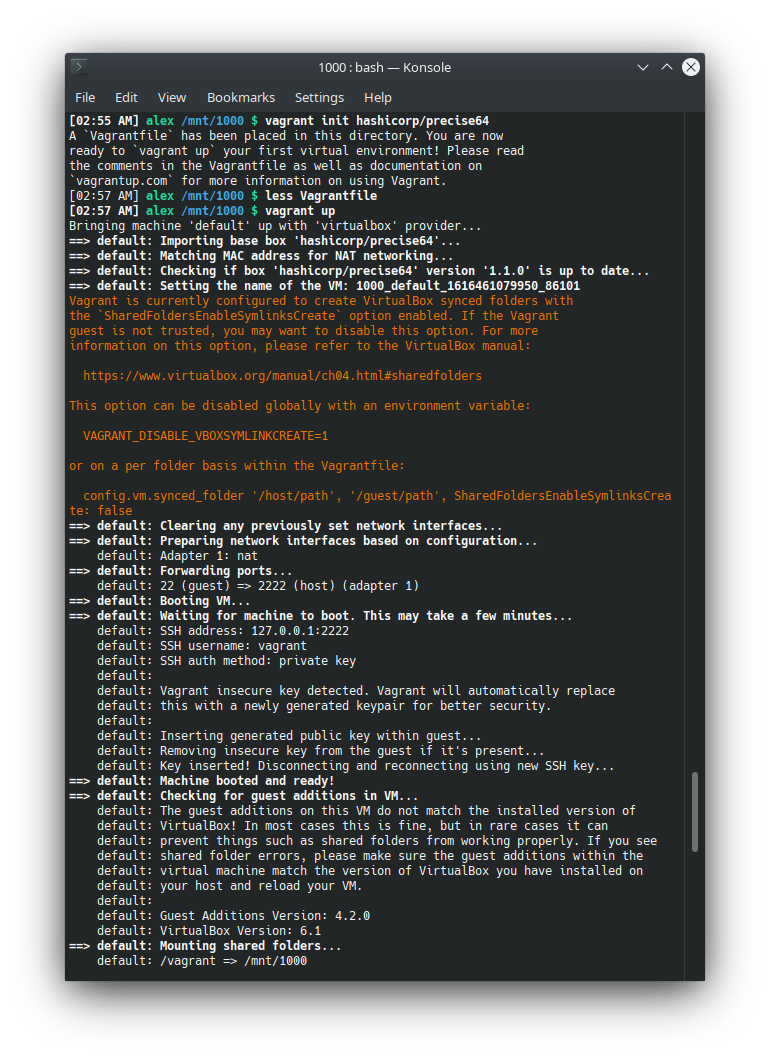 1000 : bash — Konsole
File Edit View Bookmarks Settings Help
[02:55 AM] alex /mnt/1000 $ vagrant init hashicorp/precise64
A `Vagrantfile` has been placed in this directory. You are now
ready to `vagrant up` your first virtual environment! Please read
the comments in the Vagrantfile as well as documentation on
`vagrantup.com` for more information on using Vagrant.
[02:57 AM] alex /mnt/1000 $ less Vagrantfile
[02:57 AM] alex /mnt/1000 $ vagrant up
Bringing machine 'default' up with 'virtualbox' provider...
==> default: Importing base box 'hashicorp/precise64'...
==> default: Matching MAC address for NAT networking...
==> default: Checking if box 'hashicorp/precise64' version '1.1.0' is up to date...
==> default: Setting the name of the VM: 1000_default_1616461079950_86101
Vagrant is currently configured to create VirtualBox synced folders with
the `SharedFoldersEnableSymlinksCreate` option enabled. If the Vagrant
guest is not trusted, you may want to disable this option. For more
information on this option, please refer to the VirtualBox manual:
https://www.virtualbox.org/manual/ch04.html#sharedfolders
This option can be disabled globally with an environment variable:
VAGRANT_DISABLE_VBOXSYMLINKCREATE=1
or on a per folder basis within the Vagrantfile:
config.vm.synced_folder '/host/path', '/guest/path', SharedFoldersEnableSymlinksCrea
te: false
==> default: Clearing any previously set network interfaces...
==> default: Preparing network interfaces based on configuration...
default: Adapter 1: nat
==> default: Forwarding ports...
default: 22 (guest) => 2222 (host) (adapter 1)
==> default: Booting VM...
==> default: Waiting for machine to boot. This may take a few minutes...
default: SSH address: 127.0.0.1:2222
default: SSH username: vagrant
default: SSH auth method: private key
default:
default: Vagrant insecure key detected. Vagrant will automatically replace
default: this with a newly generated keypair for better security.
default:
default: Inserting generated public key within guest...
default: Removing insecure key from the guest if it's present...
default: Key inserted! Disconnecting and reconnecting using new SSH key...
==> default: Machine booted and ready!
==> default: Checking for guest additions in VM...
default: The guest additions on this VM do not match the installed version of
default: VirtualBox! In most cases this is fine, but in rare cases it can
default: prevent things such as shared folders from working properly. If you see
default: shared folder errors, please make sure the guest additions within the
default: virtual machine match the version of VirtualBox you have installed on
default: your host and reload your VM.
default:
default: Guest Additions Version: 4.2.0
default: VirtualBox Version: 6.1
==> default: Mounting shared folders...
default: /vagrant => /mnt/1000